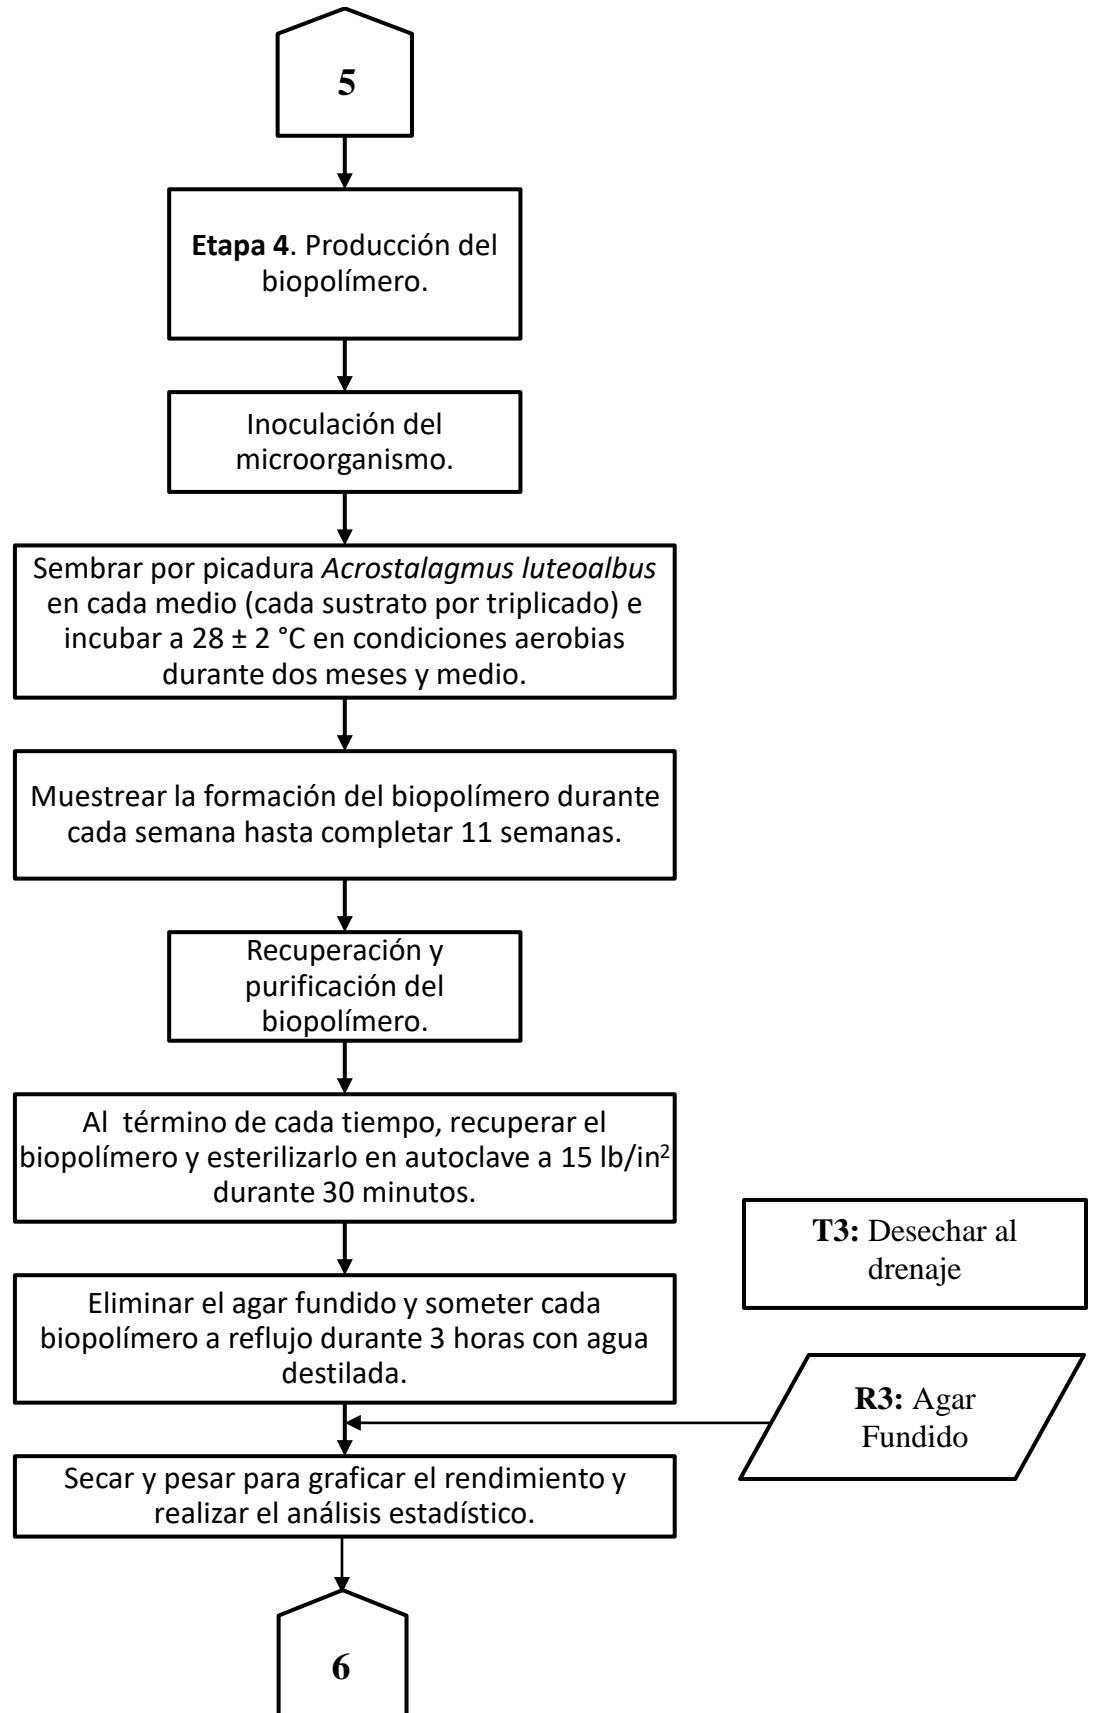 5
Etapa 4. Producción del
biopolímero.
Inoculación del
microorganismo.
Sembrar por picadura Acrostalagmus luteoalbus
en cada medio (cada sustrato por triplicado) e
incubar a 28 ± 2 °C en condiciones aerobias
durante dos meses y medio.
Muestrear la formación del biopolímero durante
cada semana hasta completar 11 semanas.
Recuperación y
purificación del
biopolímero.
Al término de cada tiempo, recuperar el
biopolímero y esterilizarlo en autoclave a 15 lb/in²
durante 30 minutos.
T3: Desechar al
drenaje
Eliminar el agar fundido y someter cada
biopolímero a reflujo durante 3 horas con agua
destilada.
R3: Agar
Fundido
Secar y pesar para graficar el rendimiento y
realizar el análisis estadístico.
6